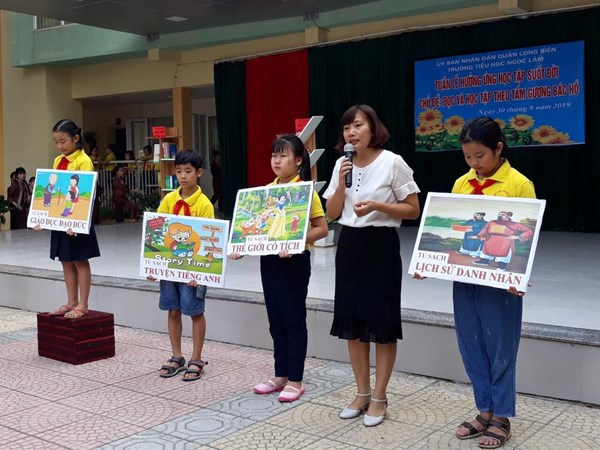 ỦY BAN NHÂN DÂN QUẬN LONG BIÊN
TRƯỜNG TIỂU HỌC NGỌC LÂM
TUẦN LỄ HƯỞNG ỨNG HỌC TẬP SUỐT ĐỜI
CHỦ ĐỀ: ĐỌC VÀ HỌC TẬP THEO TẤM GƯƠNG BÁC HỒ
Ngày 30 tháng 9 năm 2019
TỦ SÁCH
GIÁO DỤC ĐẠO ĐỨC
Story Time
TỦ SÁCH
TRUYỆN TIẾNG ANH
TỦ SÁCH
THẾ GIỚI CỔ TÍCH
TỦ SÁCH
LỊCH SỬ DANH NHÂN